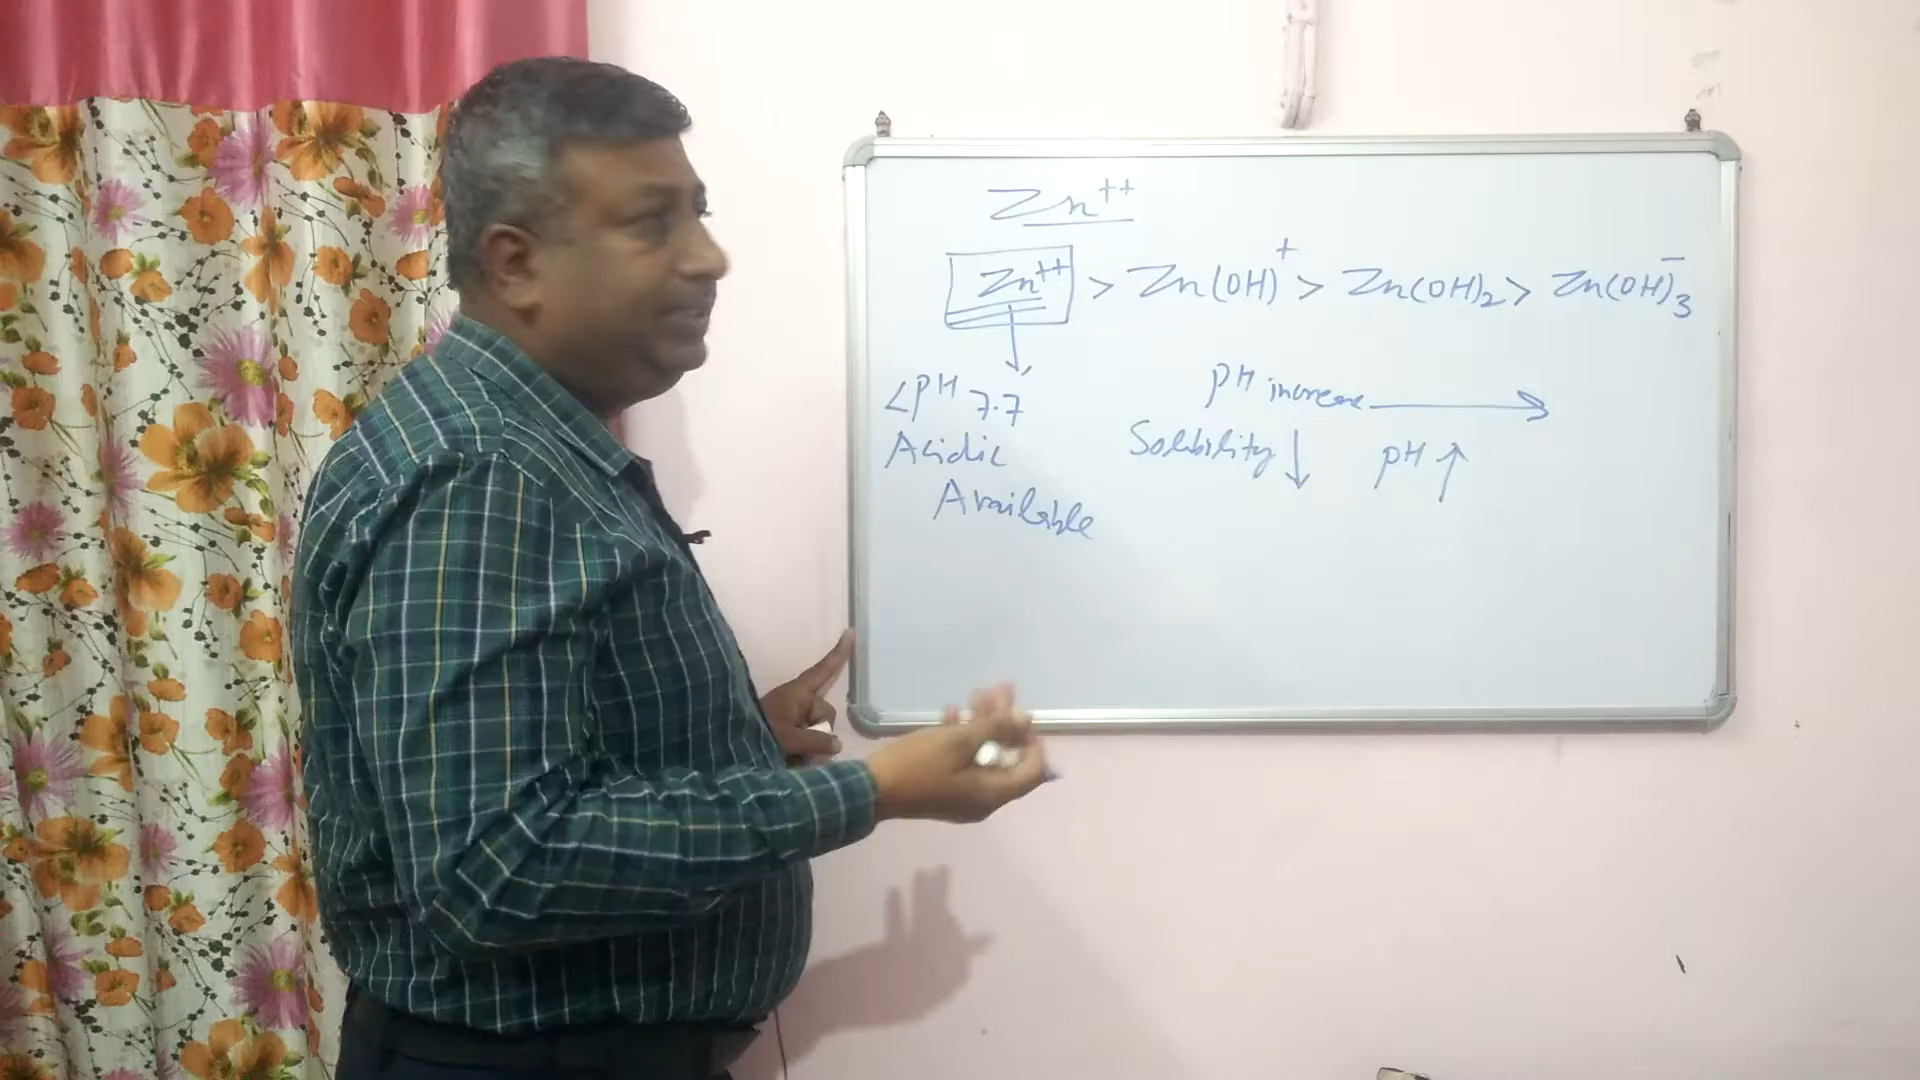 Zn⁺⁺
Zn⁺⁺ > Zn(OH)⁺ > Zn(OH)₂ > Zn(OH)₃⁻
<pH 7.7
Acidic
Available
pH increase →
Solubility ↓ pH ↑